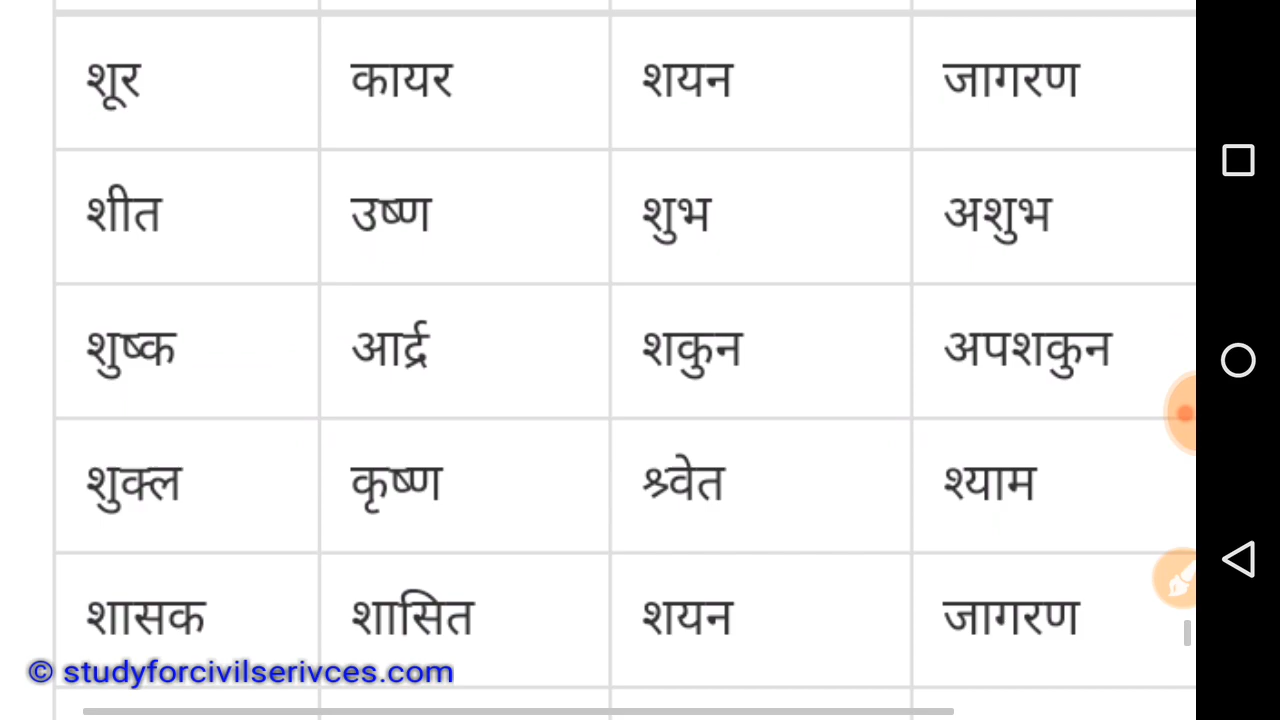 शूर कायर शयन जागरण
शीत उष्ण शुभ अशुभ
शुष्क आर्द्र शकुन अपशकुन
शुक्ल कृष्ण श्र्वेत श्याम
शासक शासित शयन जागरण
© studyforcivilserivces.com